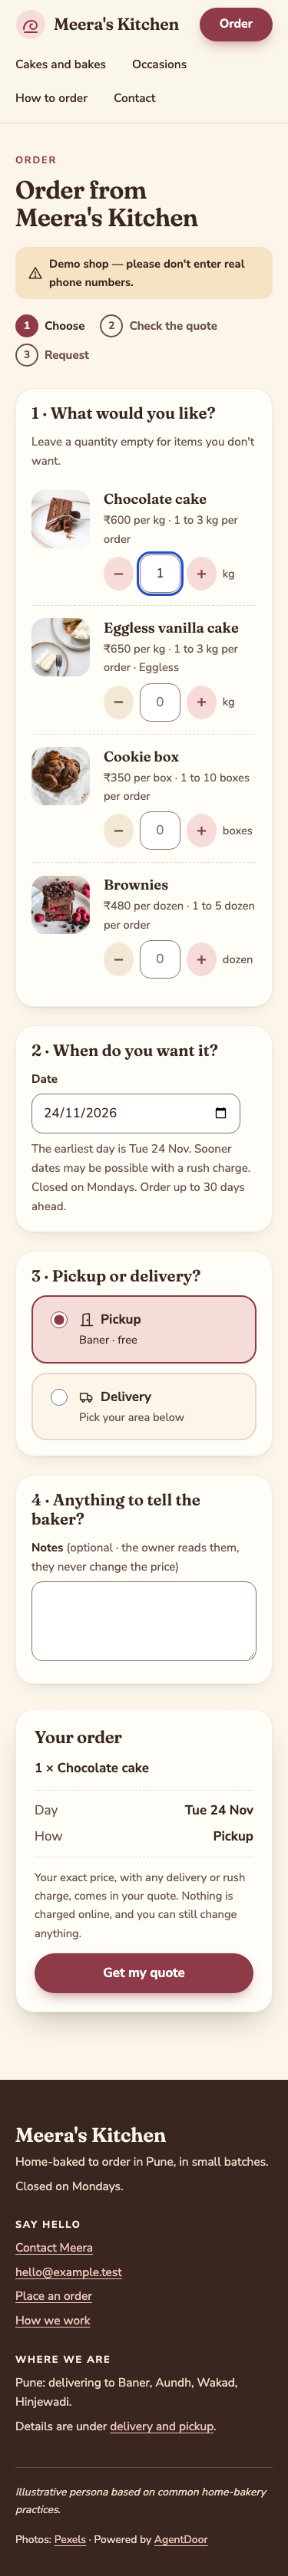 Meera's Kitchen
Order
Cakes and bakes
Occasions
How to order
Contact
ORDER
Order from
Meera's Kitchen
Demo shop — please don't enter real
phone numbers.
1 Choose
2 Check the quote
3 Request
1 · What would you like?
Leave a quantity empty for items you don't
want.
Chocolate cake
₹600 per kg · 1 to 3 kg per
order
− 1 + kg
Eggless vanilla cake
₹650 per kg · 1 to 3 kg per
order · Eggless
− 0 + kg
Cookie box
₹350 per box · 1 to 10 boxes
per order
− 0 + boxes
Brownies
₹480 per dozen · 1 to 5 dozen
per order
− 0 + dozen
2 · When do you want it?
Date
24/11/2026
The earliest day is Tue 24 Nov. Sooner
dates may be possible with a rush charge.
Closed on Mondays. Order up to 30 days
ahead.
3 · Pickup or delivery?
Pickup
Baner · free
Delivery
Pick your area below
4 · Anything to tell the
baker?
Notes (optional · the owner reads them,
they never change the price)
Your order
1 × Chocolate cake
Day Tue 24 Nov
How Pickup
Your exact price, with any delivery or rush
charge, comes in your quote. Nothing is
charged online, and you can still change
anything.
Get my quote
Meera's Kitchen
Home-baked to order in Pune, in small batches.
Closed on Mondays.
SAY HELLO
Contact Meera
hello@example.test
Place an order
How we work
WHERE WE ARE
Pune: delivering to Baner, Aundh, Wakad,
Hinjewadi.
Details are under delivery and pickup.
Illustrative persona based on common home-bakery
practices.
Photos: Pexels · Powered by AgentDoor